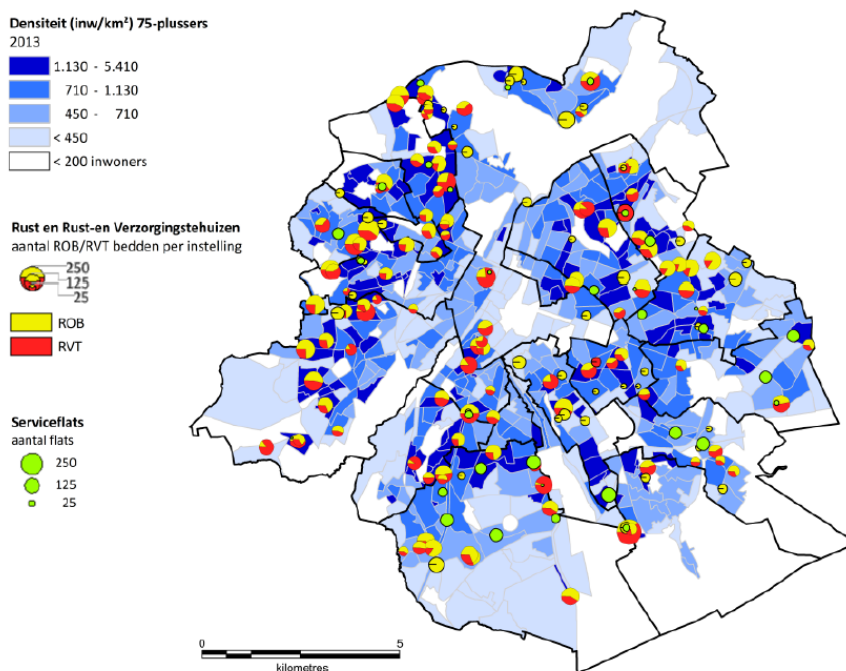 Densiteit (inw/km²) 75-plussers
2013
1.130 - 5.410
710 - 1.130
450 - 710
< 450
< 200 inwoners
Rust en Rust-en Verzorgingstehuizen
aantal ROB/RVT bedden per instelling
250
125
25
ROB
RVT
Serviceflats
aantal flats
250
125
25
0 5
kilometres